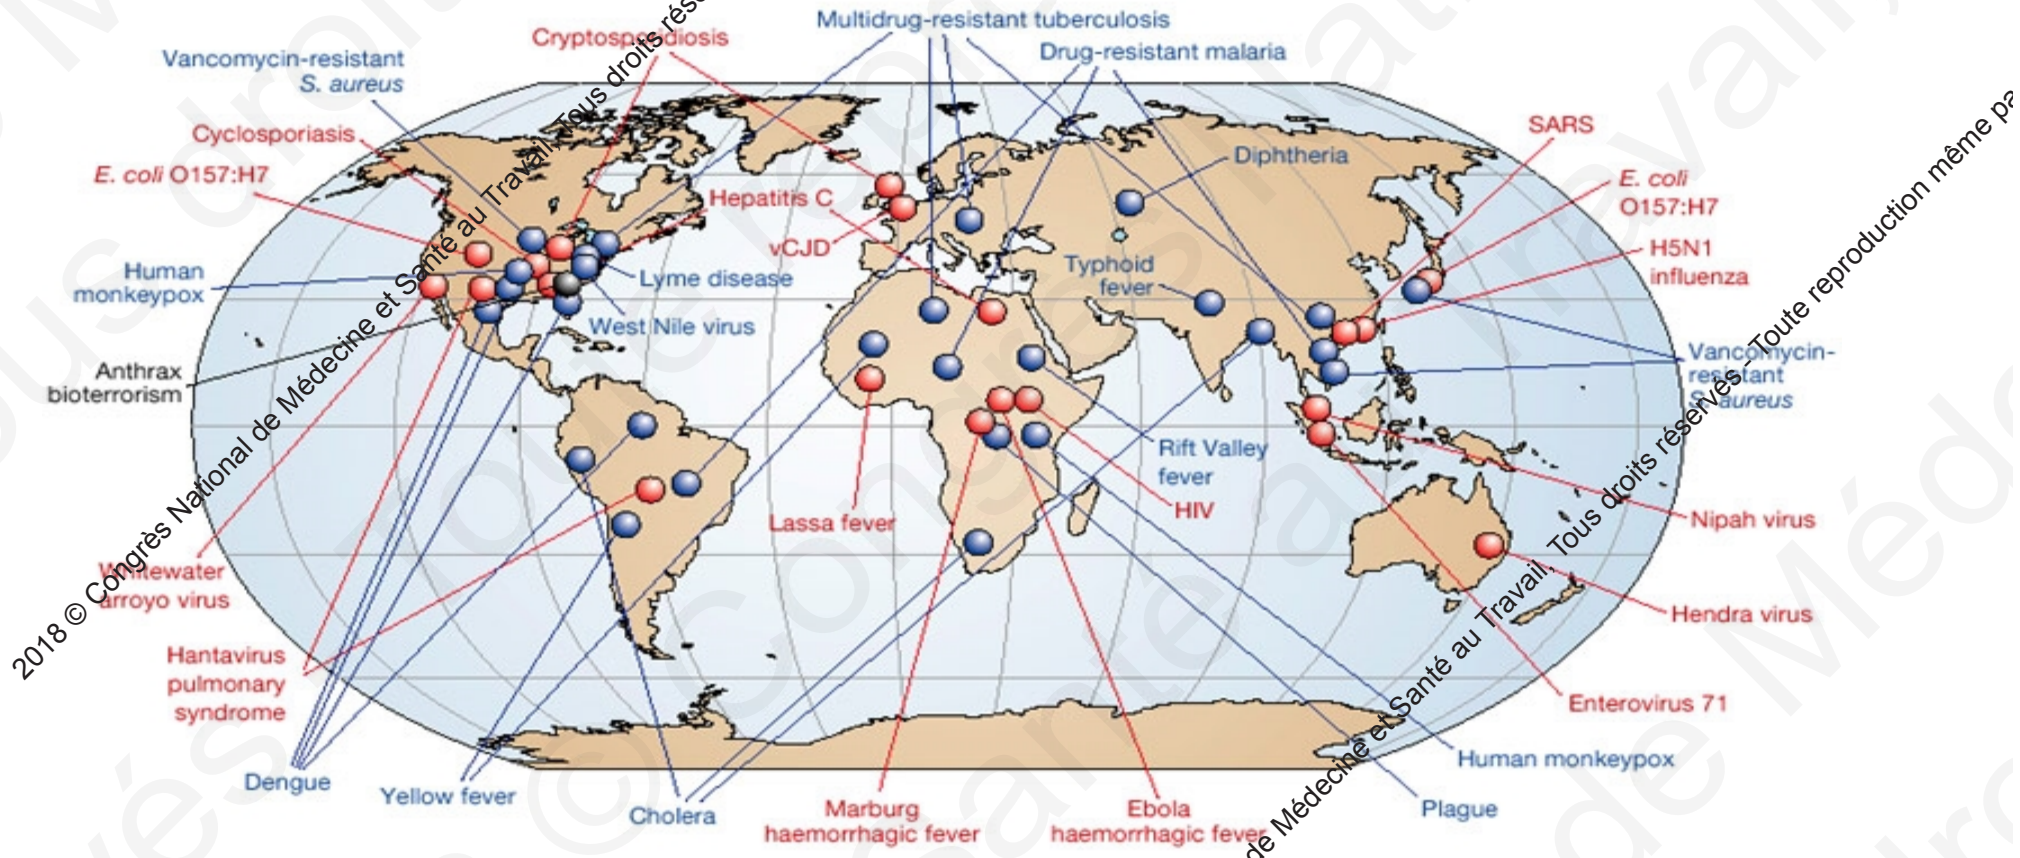 Multidrug-resistant tuberculosis
Cryptosporidiosis
Drug-resistant malaria
Vancomycin-resistant
S. aureus
Cyclosporiasis
SARS
E. coli O157:H7
Diphtheria
E. coli
O157:H7
Hepatitis C
vCJD
H5N1
influenza
Human
monkeypox
Lyme disease
Typhoid
fever
West Nile virus
Anthrax
bioterrorism
Vancomycin-
resistant
S. aureus
Rift Valley
fever
HIV
Lassa fever
Nipah virus
Whitewater
arroyo virus
Hendra virus
Hantavirus
pulmonary
syndrome
Enterovirus 71
Human monkeypox
Dengue
Yellow fever
Cholera
Marburg
haemorrhagic fever
Ebola
haemorrhagic fever
Plague
2018 © Congrès National de Médecine et Santé au Travail, Tous droits rés
de Médecine et Santé au Travail, Tous droits réservés - Toute reproduction même pa